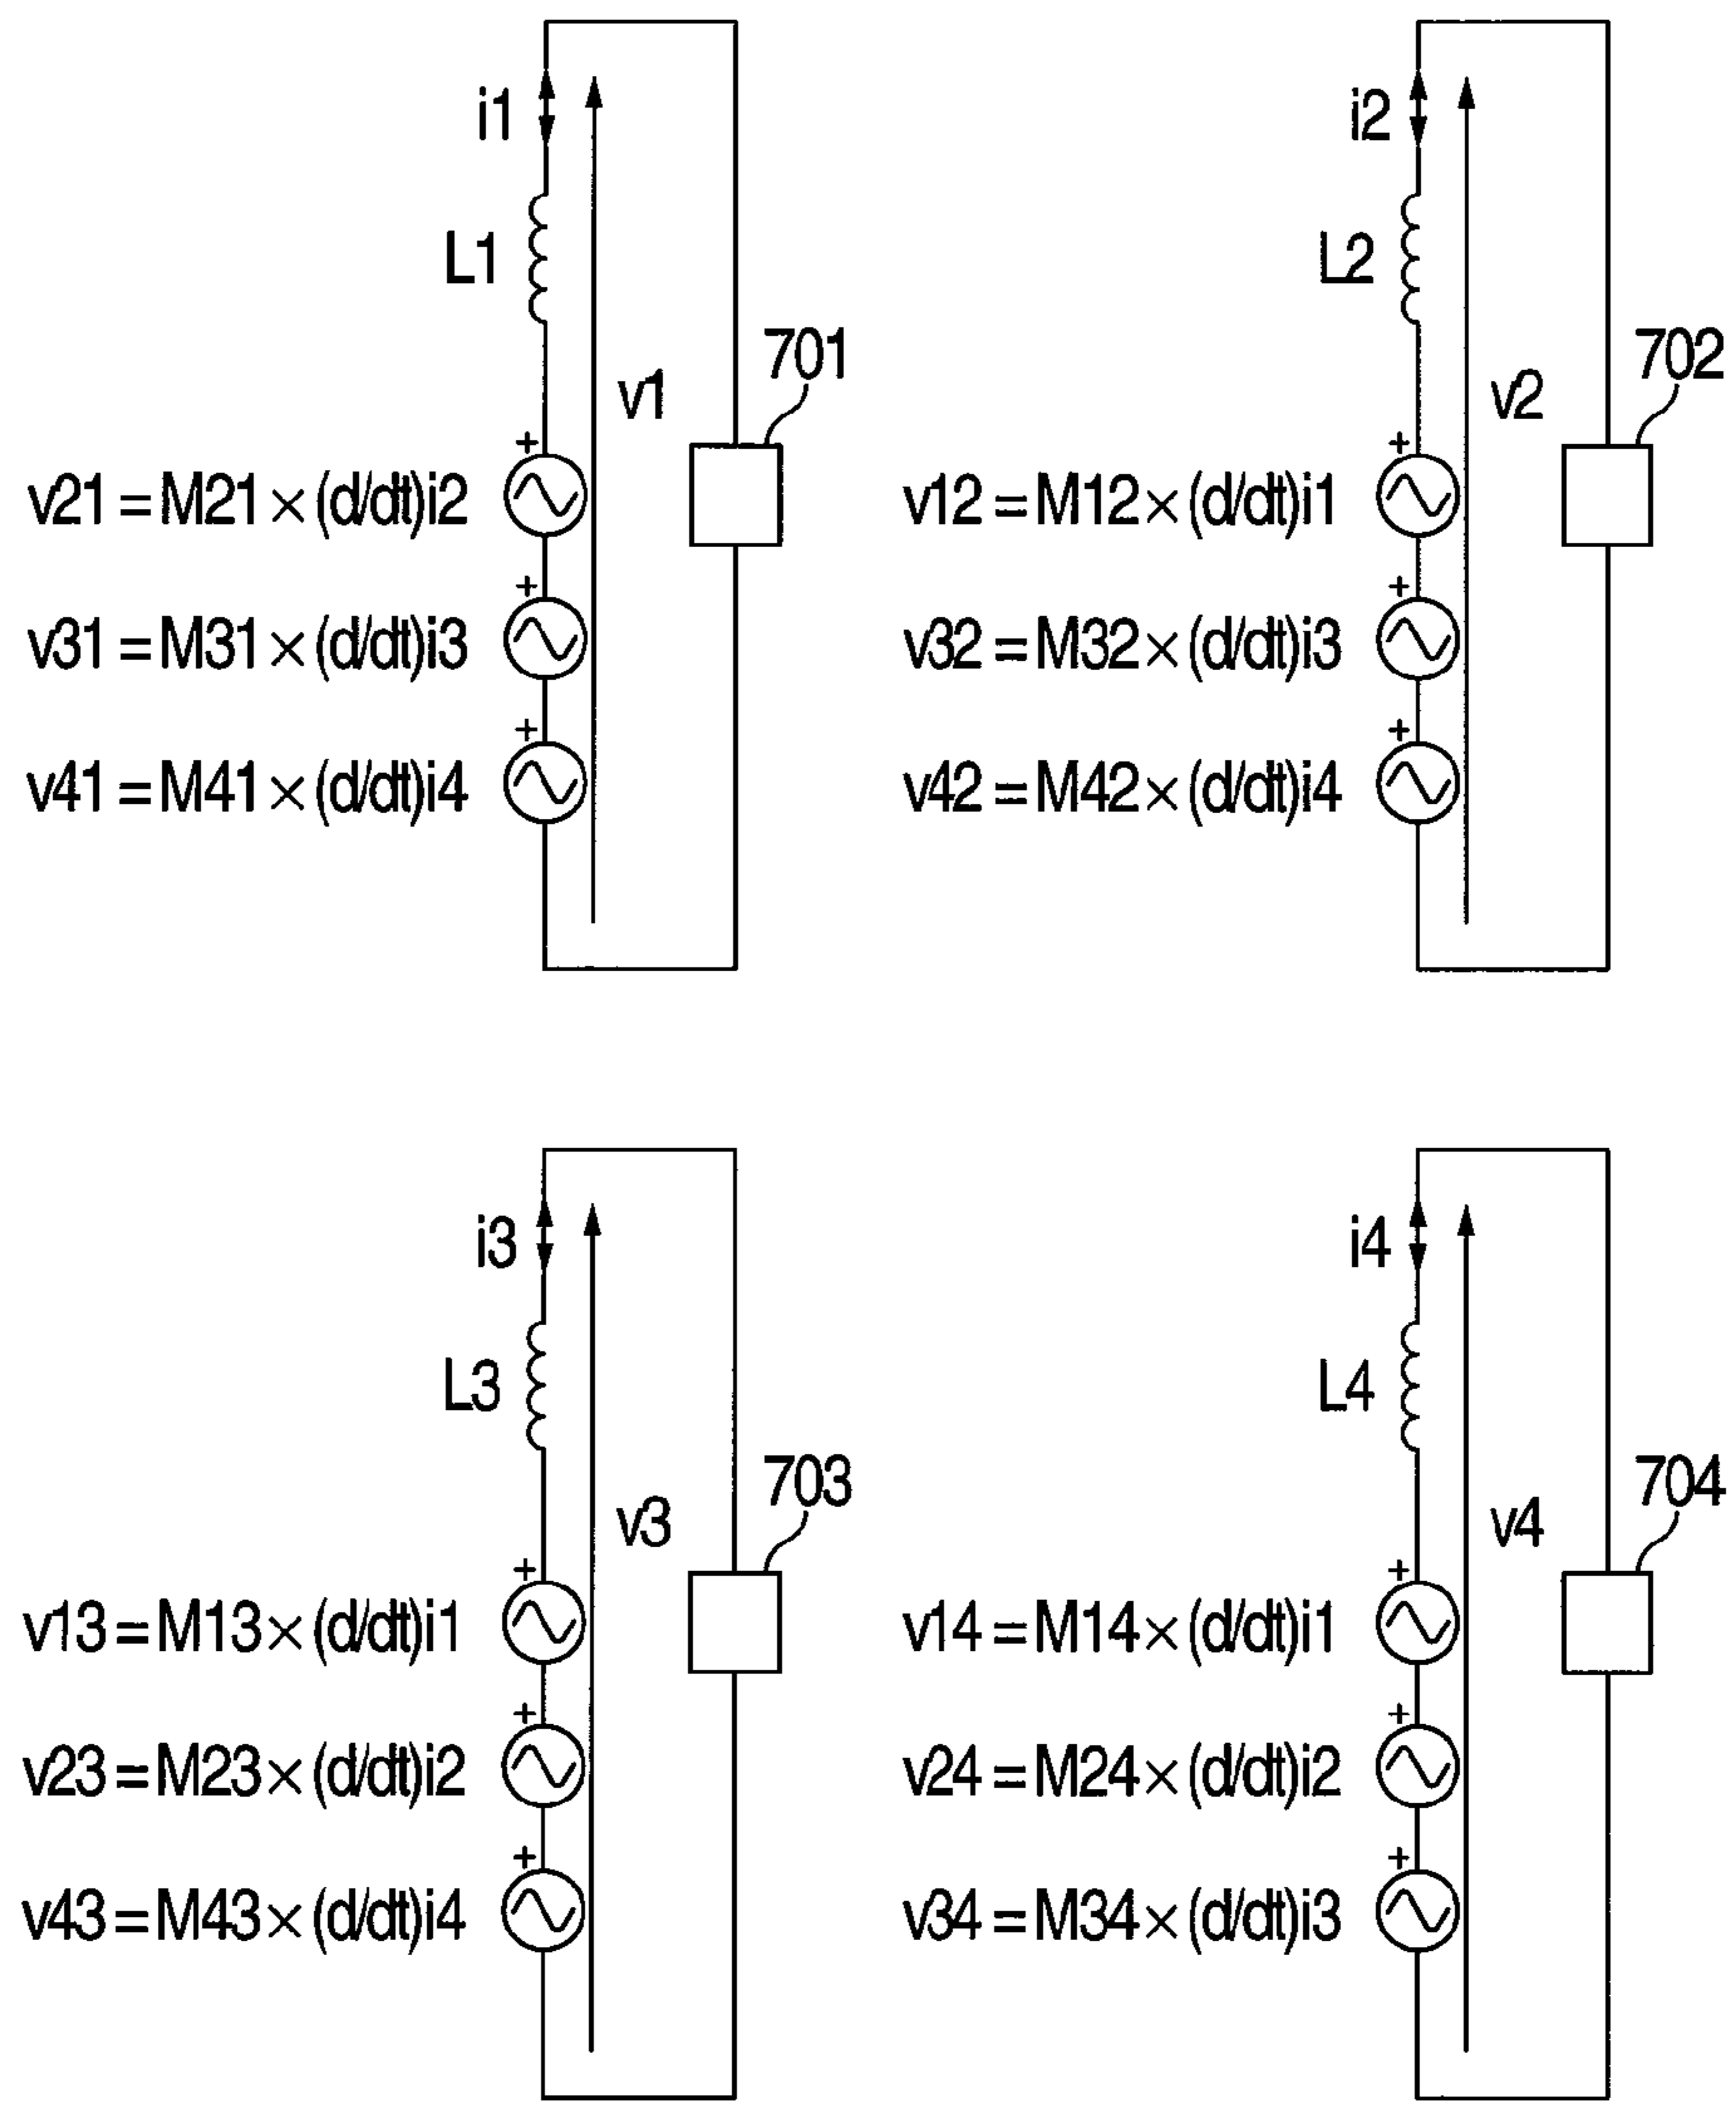 i1
L1
v1
701
+
v21=M21×(d/dt)i2
+
v31=M31×(d/dt)i3
+
v41=M41×(d/dt)i4
i2
L2
v2
702
+
v12=M12×(d/dt)i1
+
v32=M32×(d/dt)i3
+
v42=M42×(d/dt)i4
i3
L3
v3
703
+
v13=M13×(d/dt)i1
+
v23=M23×(d/dt)i2
+
v43=M43×(d/dt)i4
i4
L4
v4
704
+
v14=M14×(d/dt)i1
+
v24=M24×(d/dt)i2
+
v34=M34×(d/dt)i3